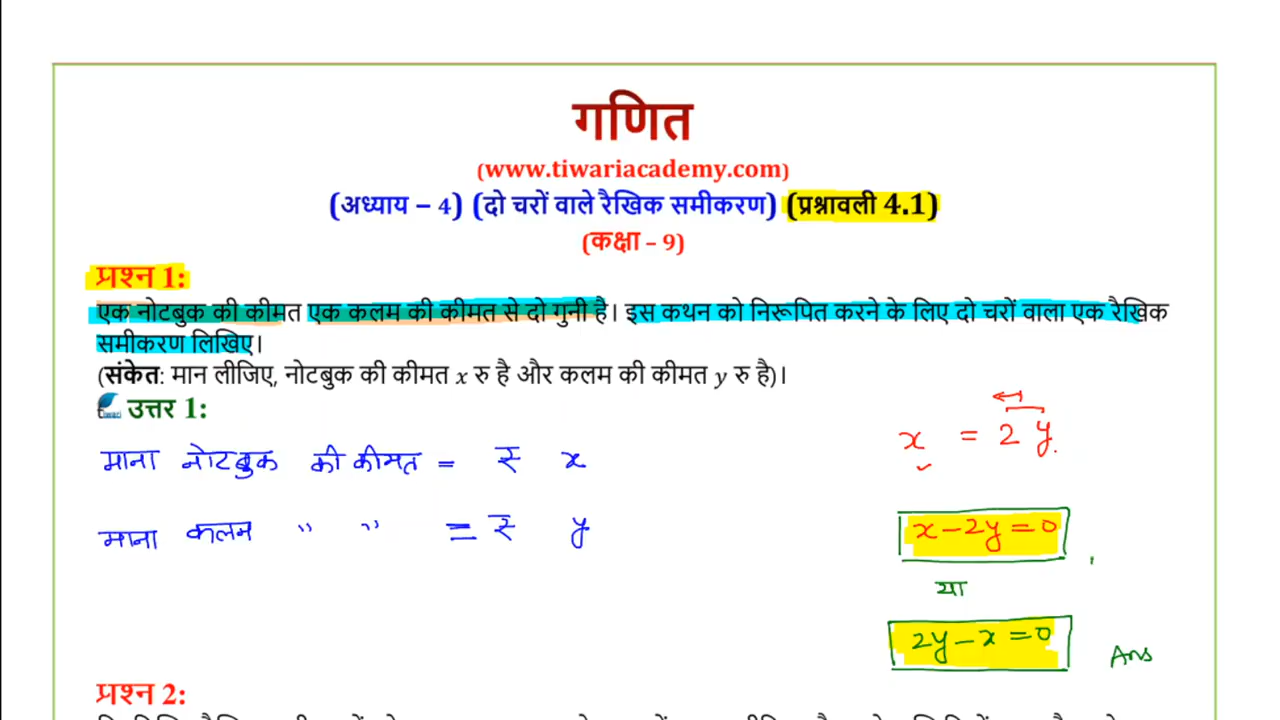 गणित
(www.tiwariacademy.com)
(अध्याय – 4) (दो चरों वाले रैखिक समीकरण) (प्रश्नावली 4.1)
(कक्षा – 9)
प्रश्न 1:
एक नोटबुक की कीमत एक कलम की कीमत से दो गुनी है। इस कथन को निरूपित करने के लिए दो चरों वाला एक रैखिक
समीकरण लिखिए।
(संकेत: मान लीजिए, नोटबुक की कीमत x रु है और कलम की कीमत y रु है)।
उत्तर 1:
माना नोटबुक की कीमत = ₹ x
माना कलम " " = ₹ y
x = 2y.
x – 2y = 0
या
2y – x = 0
Ans
प्रश्न 2: